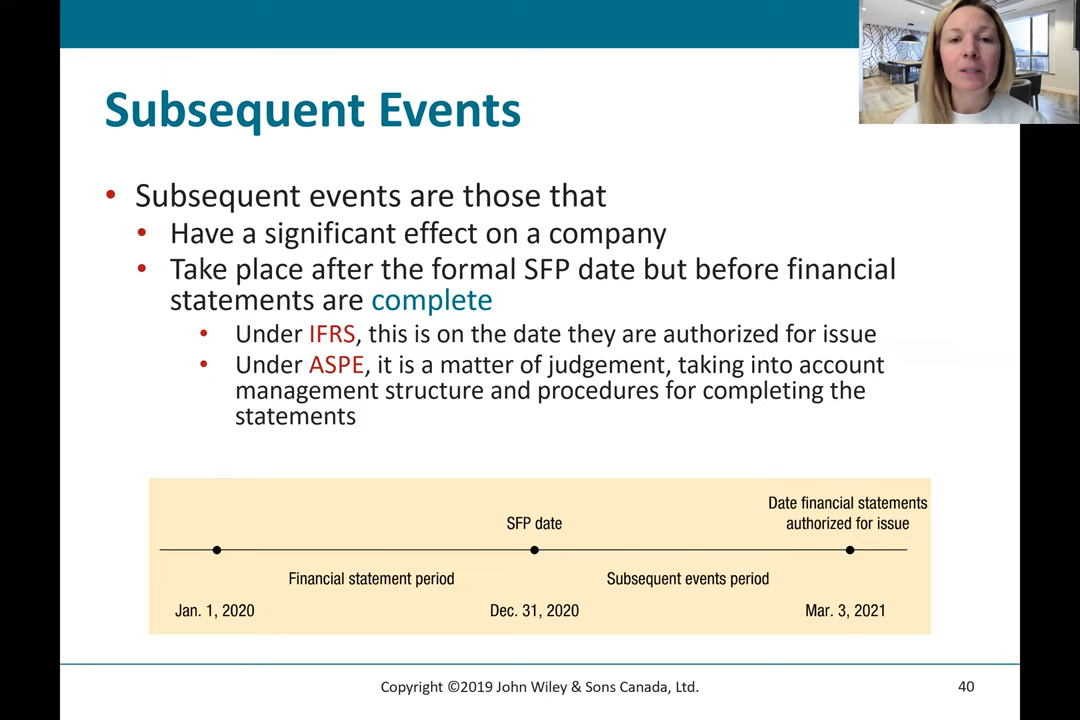 Subsequent Events
• Subsequent events are those that
• Have a significant effect on a company
• Take place after the formal SFP date but before financial
statements are complete
• Under IFRS, this is on the date they are authorized for issue
• Under ASPE, it is a matter of judgement, taking into account
management structure and procedures for completing the
statements
Date financial statements
authorized for issue
SFP date
Financial statement period
Subsequent events period
Jan. 1, 2020
Dec. 31, 2020
Mar. 3, 2021
Copyright ©2019 John Wiley & Sons Canada, Ltd.
40